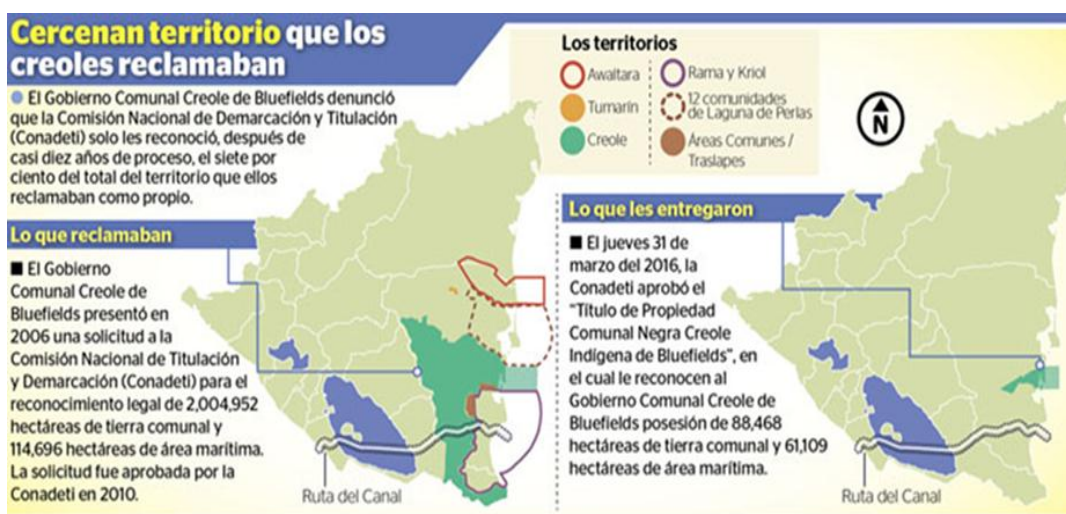 Cercenan territorio que los
creoles reclamaban
El Gobierno Comunal Creole de Bluefields denunció
que la Comisión Nacional de Demarcación y Titulación
(Conadeti) solo les reconoció, después de
casi diez años de proceso, el siete por
ciento del total del territorio que ellos
reclamaban como propio.
Los territorios
Awaltara
Tumarín
Creole
Rama y Kriol
12 comunidades
de Laguna de Perlas
Áreas Comunes /
Traslapes
N
Lo que reclamaban
■ El Gobierno
Comunal Creole de
Bluefields presentó en
2006 una solicitud a la
Comisión Nacional de Titulación
y Demarcación (Conadeti) para el
reconocimiento legal de 2,004,952
hectáreas de tierra comunal y
114,696 hectáreas de área marítima.
La solicitud fue aprobada por la
Conadeti en 2010.
Ruta del Canal
Lo que les entregaron
■ El jueves 31 de
marzo del 2016, la
Conadeti aprobó el
"Título de Propiedad
Comunal Negra Creole
Indígena de Bluefields", en
el cual le reconocen al
Gobierno Comunal Creole de
Bluefields posesión de 88,468
hectáreas de tierra comunal y 61,109
hectáreas de área marítima.
Ruta del Canal